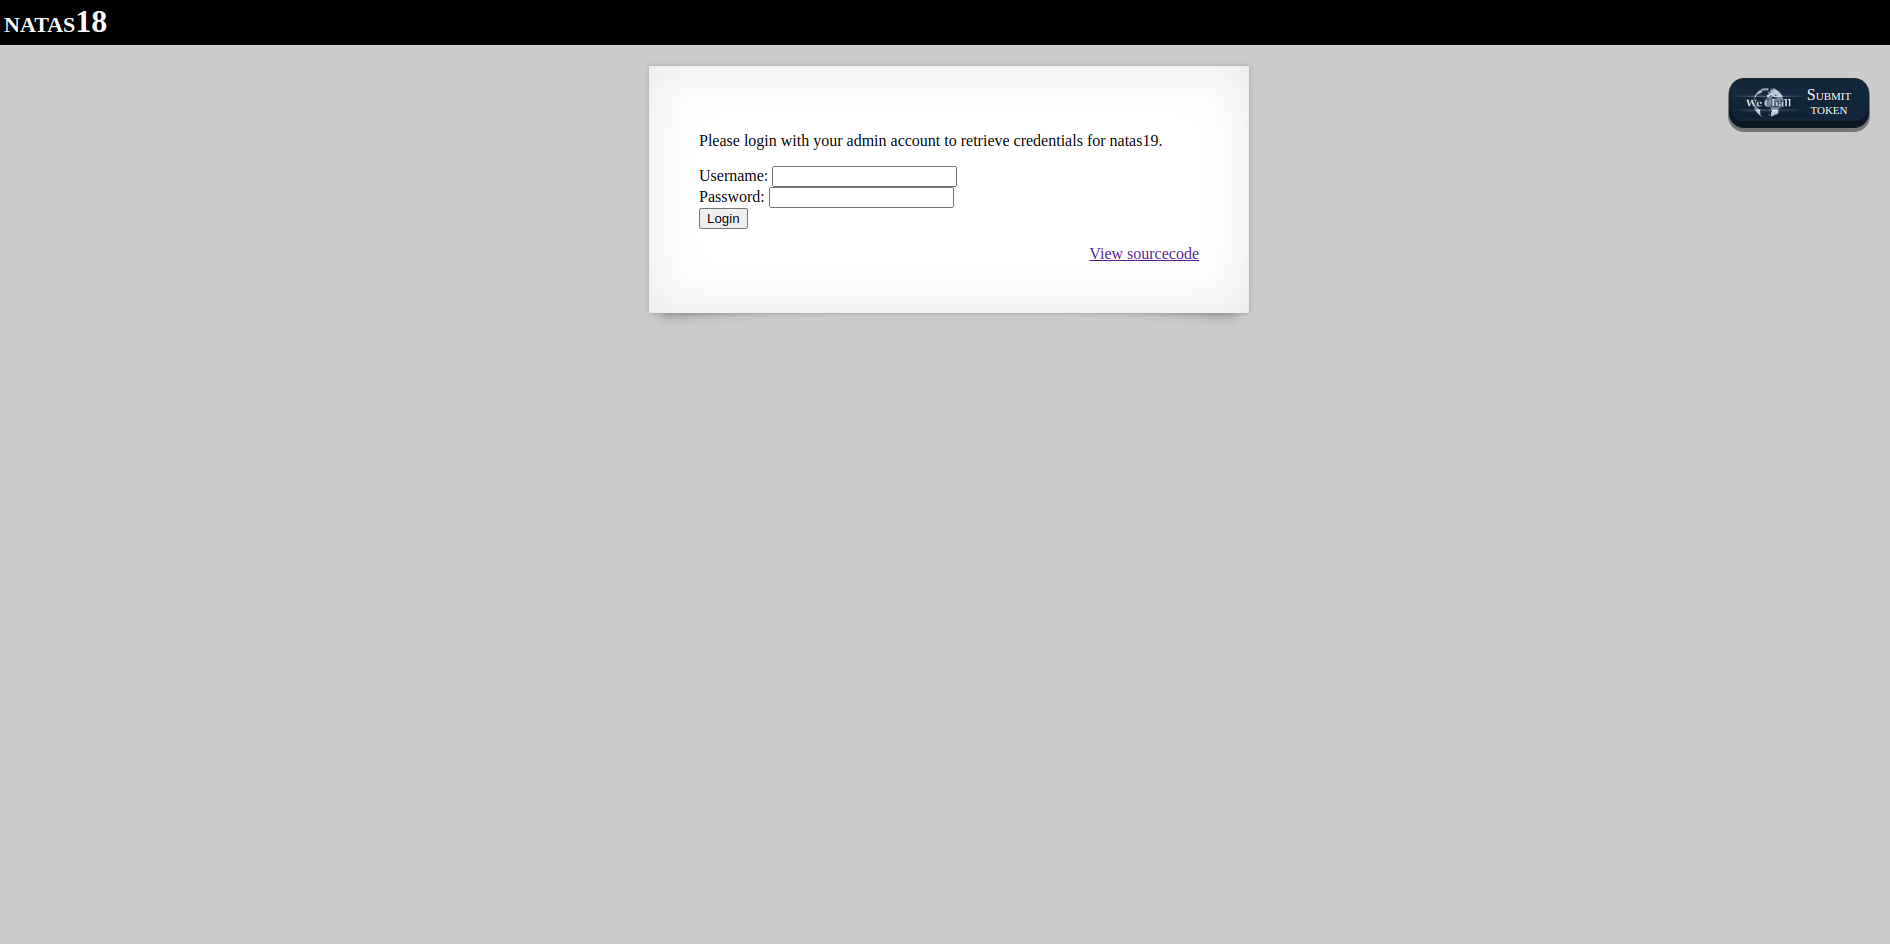 NATAS18
Please login with your admin account to retrieve credentials for natas19.
Username:
Password:
Login
View sourcecode
We Chall
SUBMIT
TOKEN